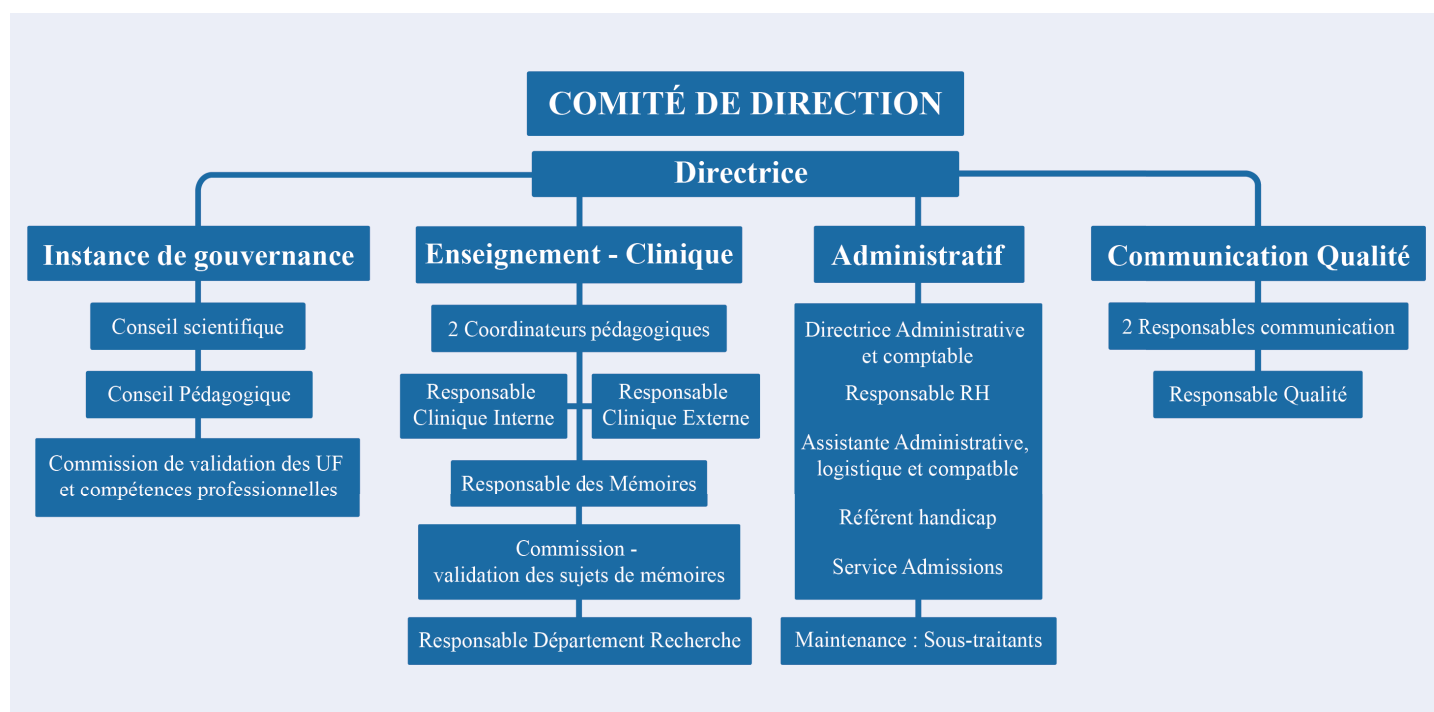 COMITÉ DE DIRECTION
Directrice
Instance de gouvernance
Conseil scientifique
Conseil Pédagogique
Commission de validation des UF
et compétences professionnelles
Enseignement - Clinique
2 Coordinateurs pédagogiques
Responsable
Clinique Interne
Responsable
Clinique Externe
Responsable des Mémoires
Commission -
validation des sujets de mémoires
Responsable Département Recherche
Administratif
Directrice Administrative
et comptable
Responsable RH
Assistante Administrative,
logistique et compatble
Référent handicap
Service Admissions
Maintenance : Sous-traitants
Communication Qualité
2 Responsables communication
Responsable Qualité